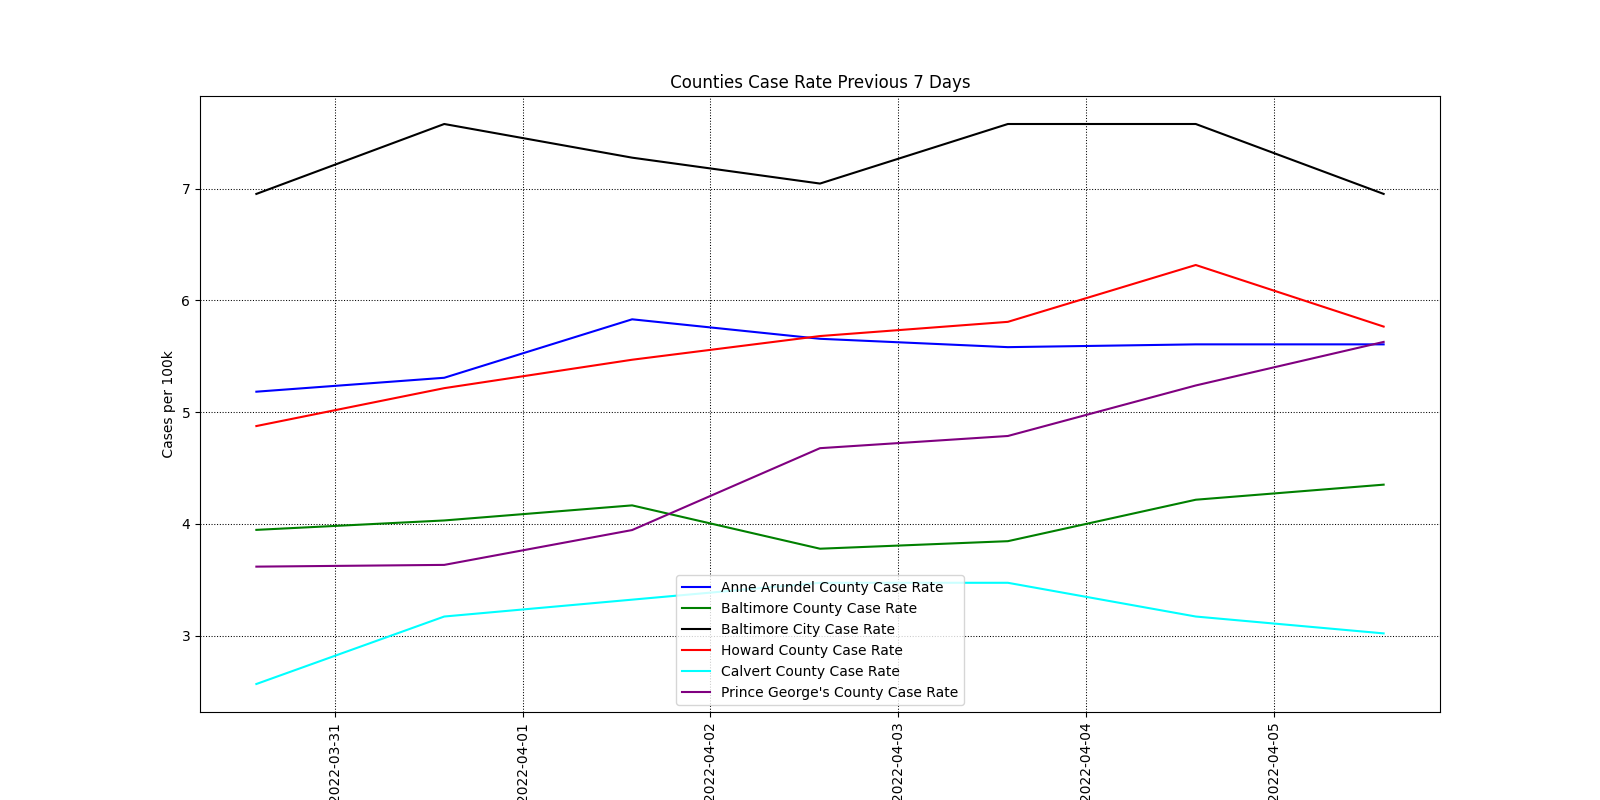 Counties Case Rate Previous 7 Days
Cases per 100k
7
6
5
4
3
Anne Arundel County Case Rate
Baltimore County Case Rate
Baltimore City Case Rate
Howard County Case Rate
Calvert County Case Rate
Prince George's County Case Rate
2022-03-31
2022-04-01
2022-04-02
2022-04-03
2022-04-04
2022-04-05